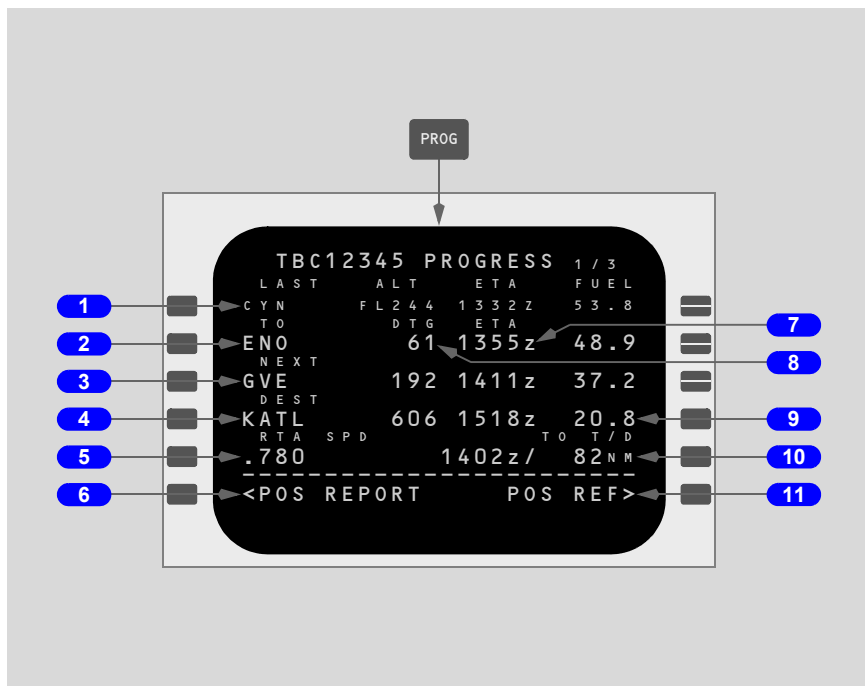 PROG
TBC12345 PROGRESS 1/3
LAST ALT ETA FUEL
1 CYN FL244 1332Z 53.8
TO DTG ETA
7
2 ENO 61 1355z 48.9
NEXT
8
3 GVE 192 1411z 37.2
DEST
4 KATL 606 1518z 20.8 9
RTA SPD TO T/D
5 .780 1402z/ 82NM 10
--------------------------------
6 <POS REPORT POS REF> 11